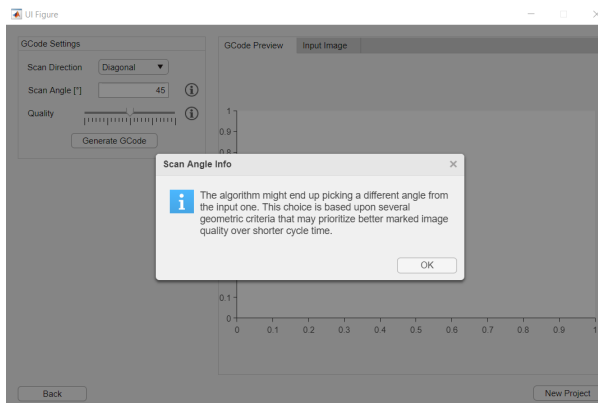 UI Figure
GCode Settings
Scan Direction Diagonal
Scan Angle [°] 45
Quality
Generate GCode
GCode Preview Input Image
1
0.9
0.8
Scan Angle Info
The algorithm might end up picking a different angle from
the input one. This choice is based upon several
geometric criteria that may prioritize better marked image
quality over shorter cycle time.
OK
0.1
0
0 0.1 0.2 0.3 0.4 0.5 0.6 0.7 0.8 0.9 1
Back
New Project